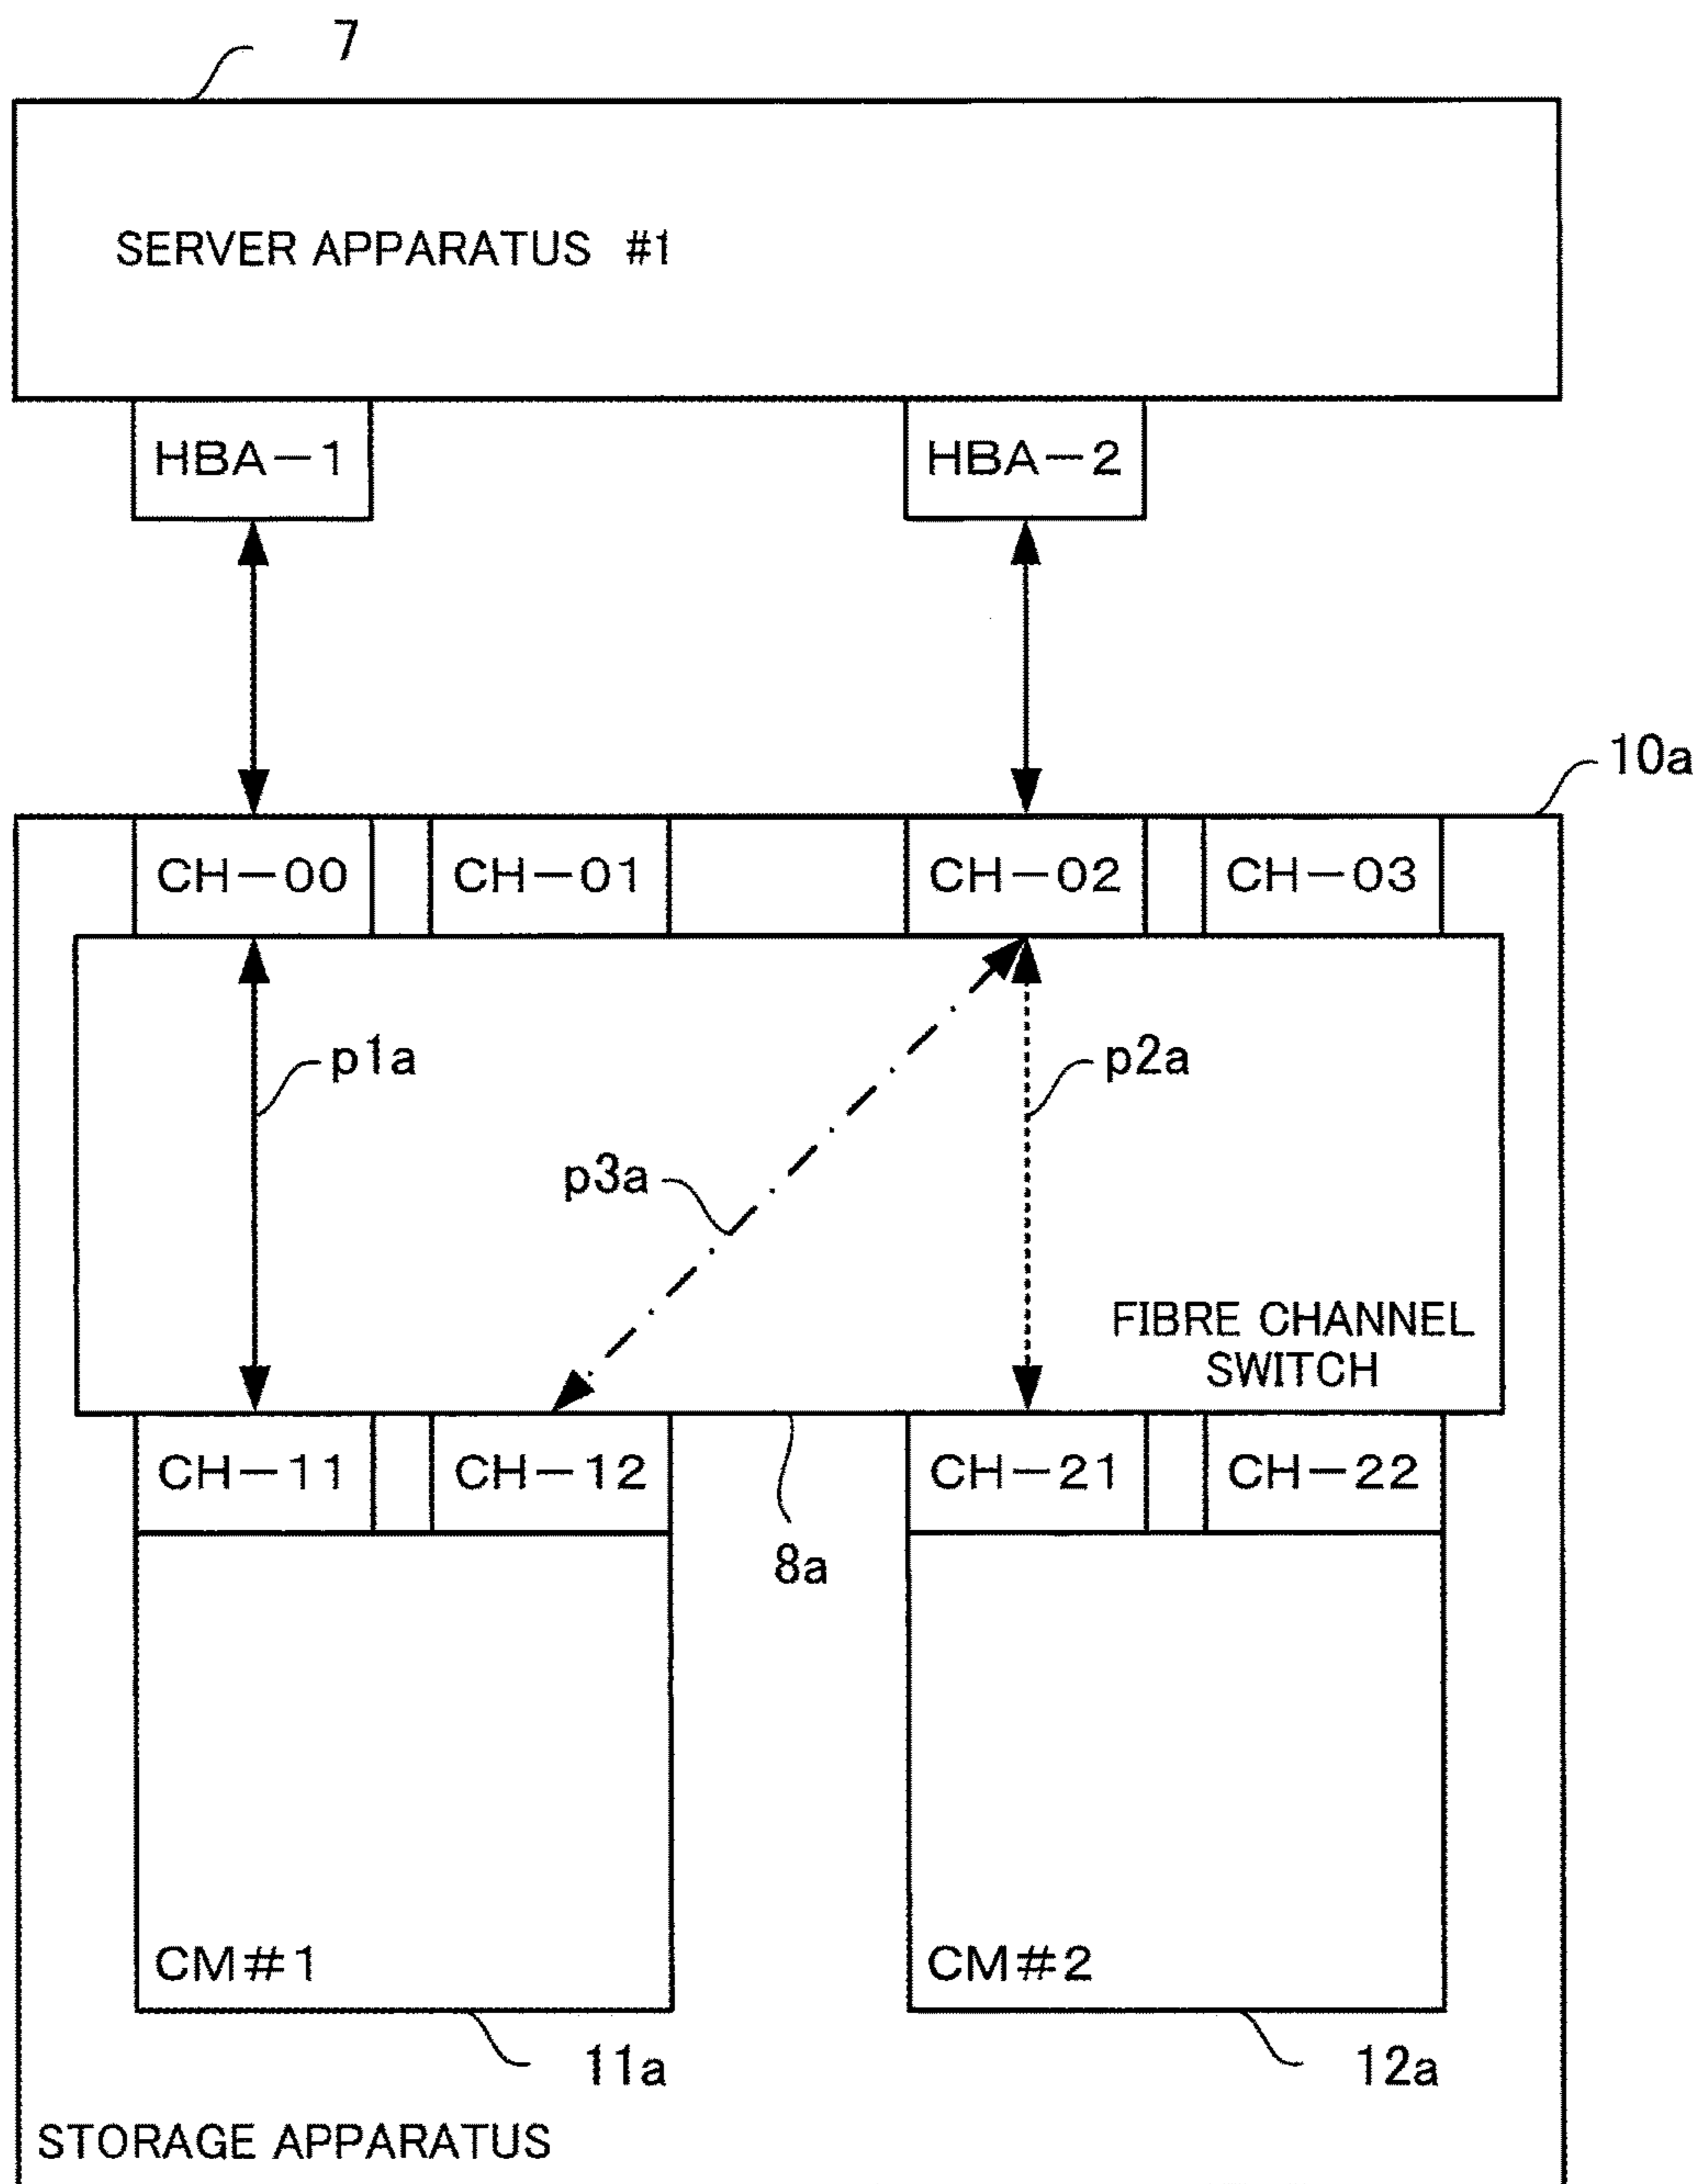 7
SERVER APPARATUS #1
HBA-1
HBA-2
10a
CH-00
CH-01
CH-02
CH-03
p1a
p2a
p3a
FIBRE CHANNEL
SWITCH
CH-11
CH-12
CH-21
CH-22
8a
CM#1
CM#2
11a
12a
STORAGE APPARATUS